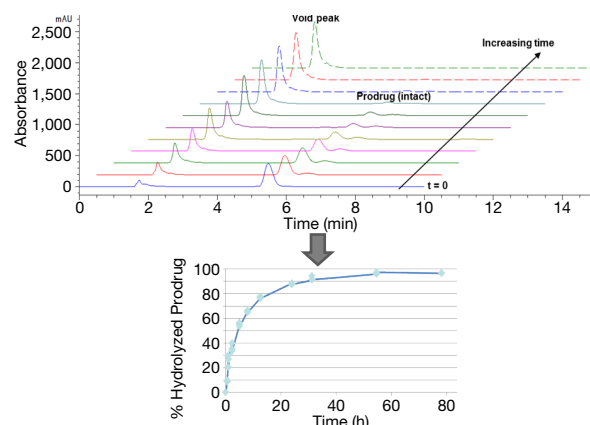 mAU
Void peak
2,500
2,000
1,500
1,000
500
0
Absorbance
Increasing time
Prodrug (intact)
t = 0
0 2 4 6 8 10 12 14
Time (min)
100
80
60
40
20
0
% Hydrolyzed Prodrug
0 20 40 60 80
Time (h)